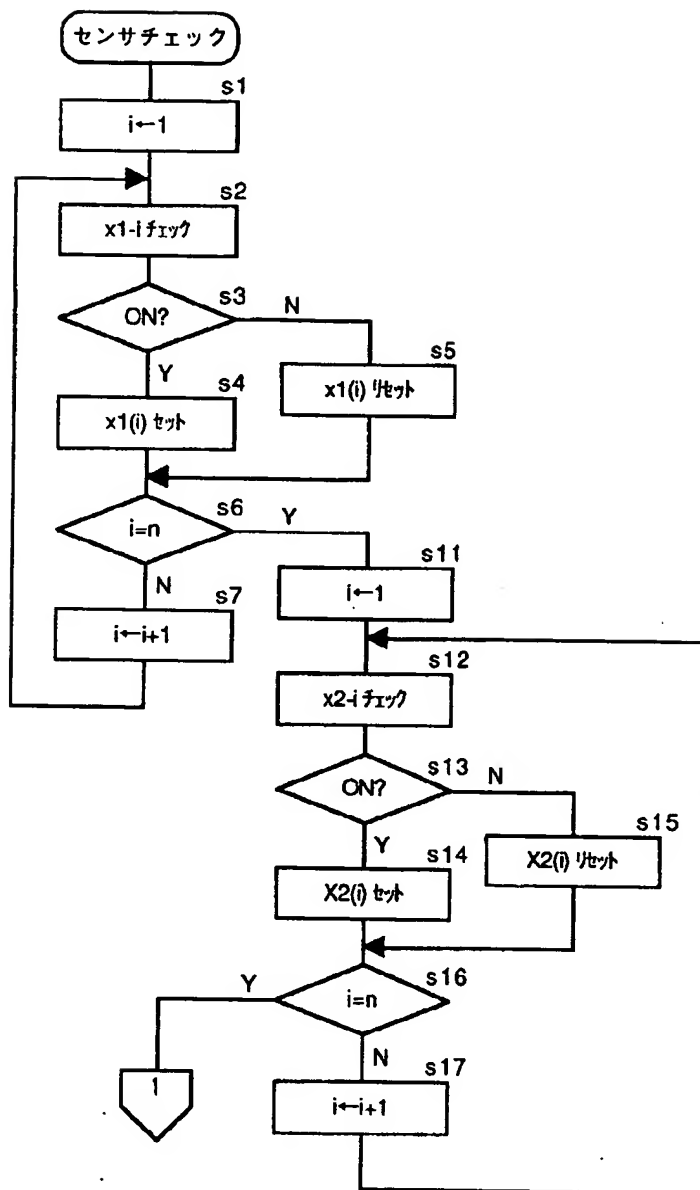 センサチェック
s1
i←1
s2
x1-i チェック
s3
ON?
N
Y
s4
x1(i) セット
s5
x1(i) リセット
s6
i=n
Y
N
s7
i←i+1
s11
i←1
s12
x2-i チェック
s13
ON?
N
Y
s14
X2(i) セット
s15
X2(i) リセット
s16
i=n
Y
N
1
s17
i←i+1